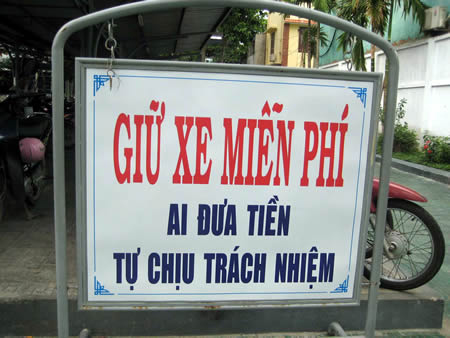 GIỮ XE MIỄN PHÍ
AI ĐƯA TIỀN
TỰ CHỊU TRÁCH NHIỆM